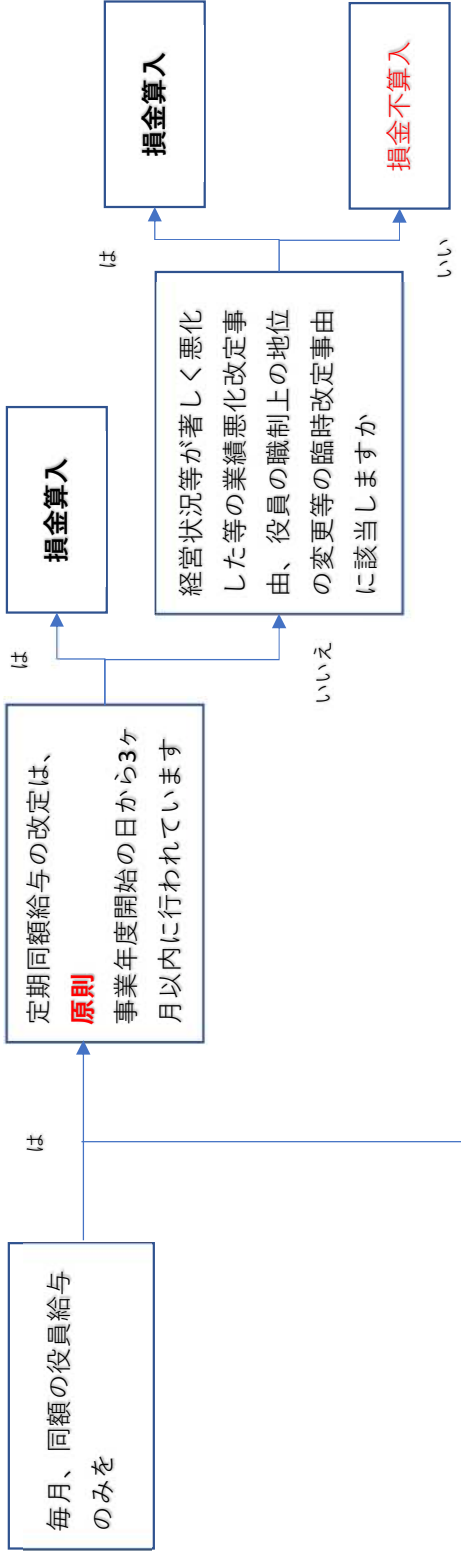 毎月、同額の役員給与
のみを
は
定期同額給与の改定は、
原則
事業年度開始の日から3ヶ
月以内に行われています
は
損金算入
いいえ
経営状況等が著しく悪化
した等の業績悪化改定事
由、役員の職制上の地位
の変更等の臨時改定事由
に該当しますか
は
損金算入
いい
損金不算入